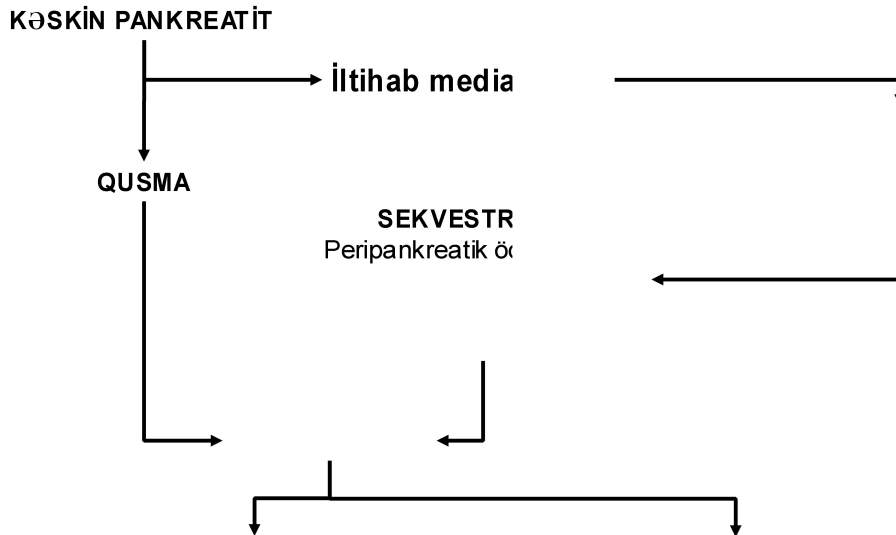 KƏSKİN PANKREATİT
İltihab media
QUSMA
SEKVESTR
Peripankreatik